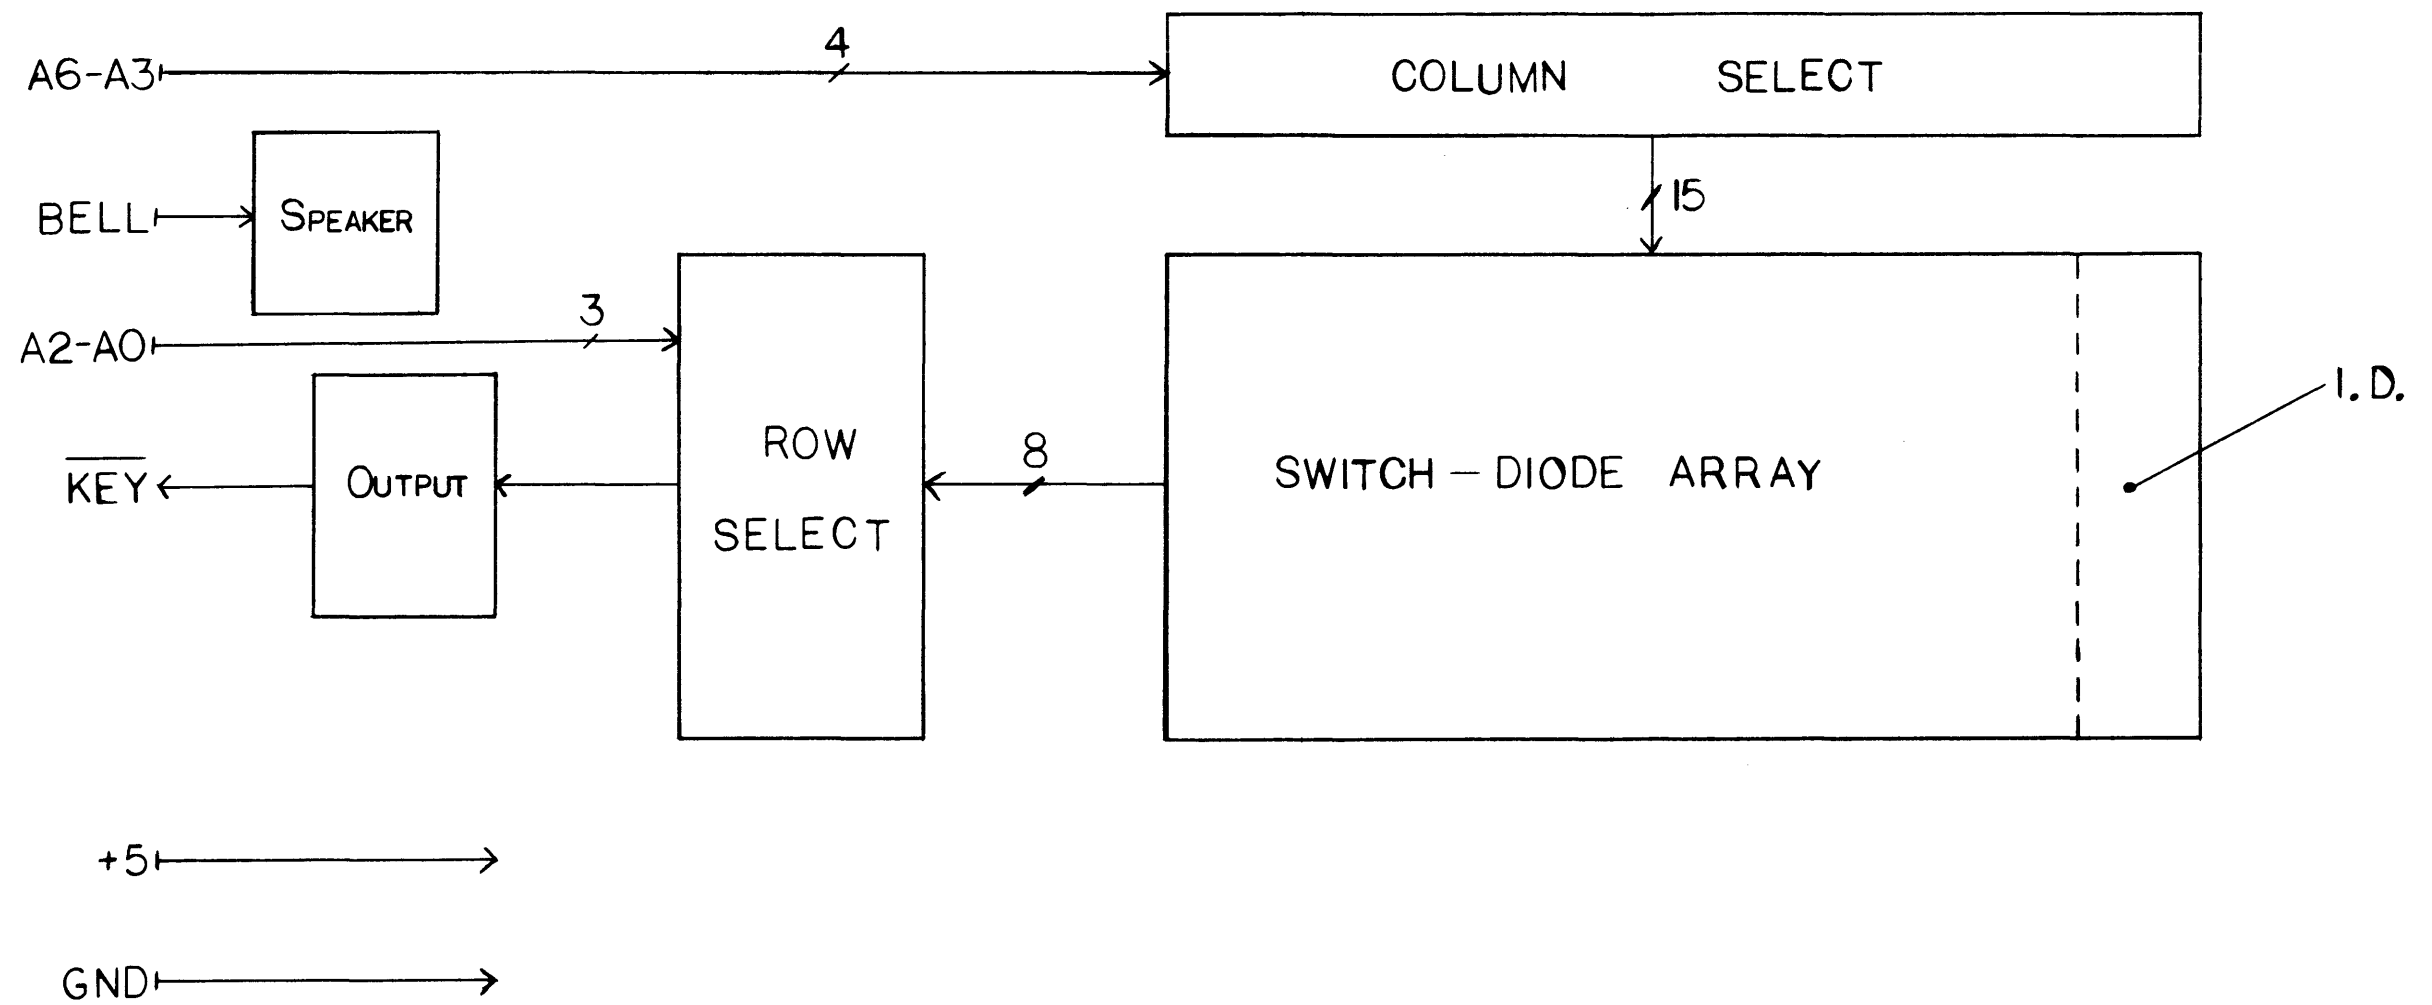 4
A6-A3
COLUMN SELECT
15
BELL
SPEAKER
3
A2-A0
I.D.
ROW
SELECT
8
SWITCH - DIODE ARRAY
KEY
OUTPUT
+5
GND